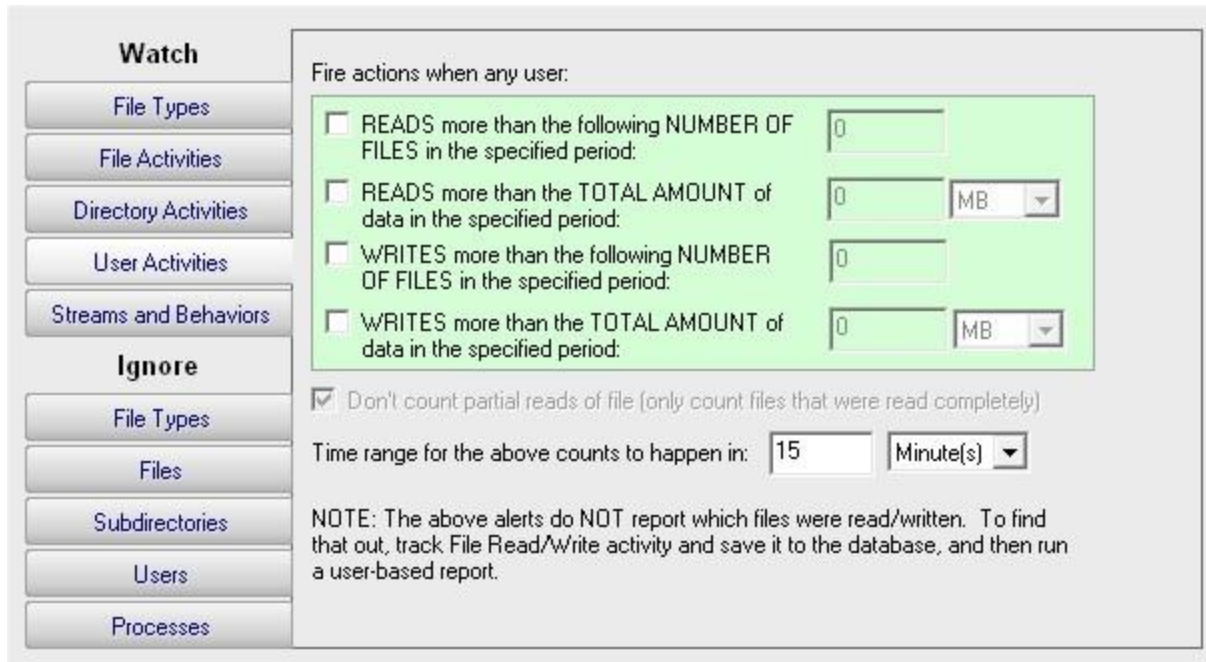 Watch
File Types
File Activities
Directory Activities
User Activities
Streams and Behaviors
Ignore
File Types
Files
Subdirectories
Users
Processes
Fire actions when any user:
READS more than the following NUMBER OF
FILES in the specified period:
0
READS more than the TOTAL AMOUNT of
data in the specified period:
0 MB
WRITES more than the following NUMBER
OF FILES in the specified period:
0
WRITES more than the TOTAL AMOUNT of
data in the specified period:
0 MB
Don't count partial reads of file (only count files that were read completely)
Time range for the above counts to happen in: 15 Minute(s)
NOTE: The above alerts do NOT report which files were read/written. To find
that out, track File Read/Write activity and save it to the database, and then run
a user-based report.